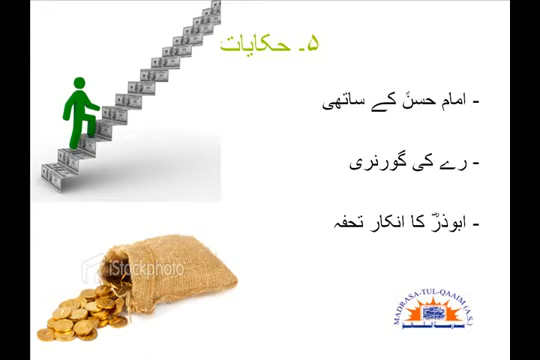 ۵۔ حکایات
- امام حسنؑ کے ساتھی
- رے کی گورنری
- ابوذرؓ کا انکار تحفہ
iStockphoto
MADRASA-TUL-QAAIM (A.S.)